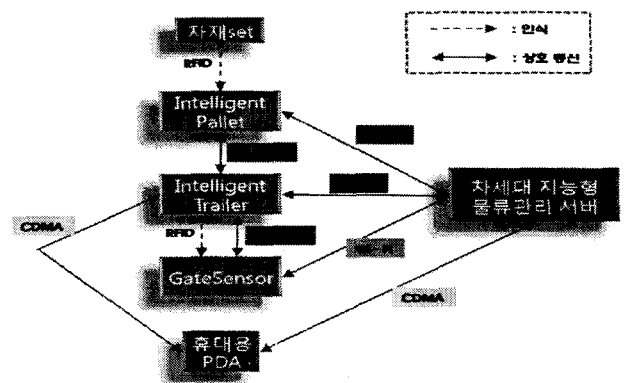 자재set
: 인식
: 상호 통신
RFID
Intelligent
Pallet
Intelligent
Trailer
차세대 지능형
물류관리 서버
CDMA
RFID
GateSensor
CDMA
휴대용
PDA